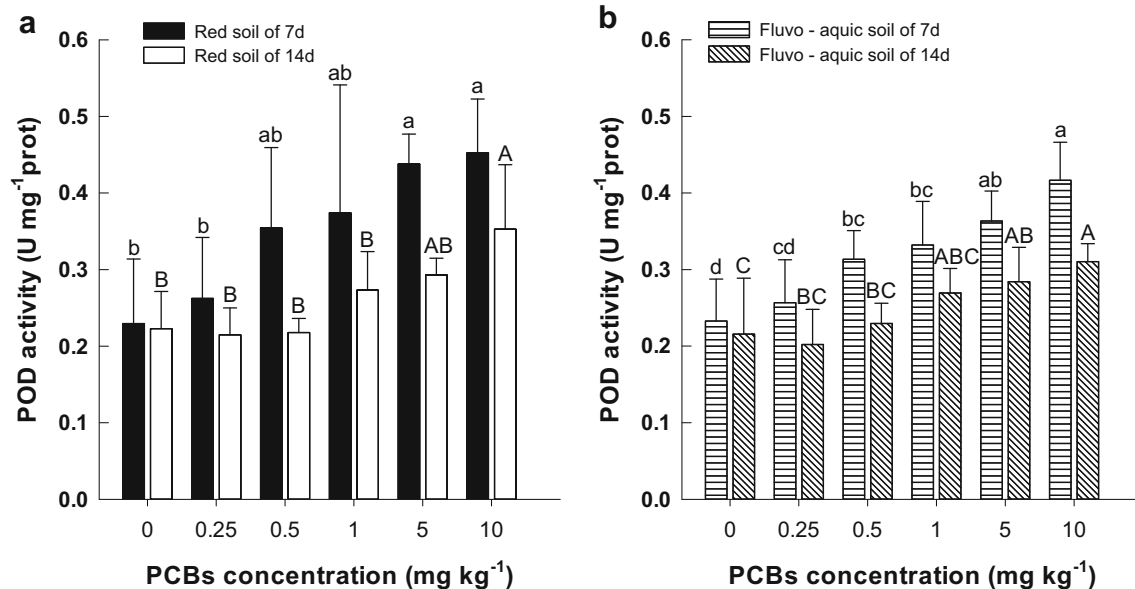 a
Red soil of 7d
Red soil of 14d
POD activity (U mg⁻¹prot)
0.6
0.5
0.4
0.3
0.2
0.1
0.0
b
B
b
B
ab
B
ab
B
a
AB
a
A
0 0.25 0.5 1 5 10
PCBs concentration (mg kg⁻¹)
b
Fluvo - aquic soil of 7d
Fluvo - aquic soil of 14d
POD activity (U mg⁻¹prot)
0.6
0.5
0.4
0.3
0.2
0.1
0.0
d
C
cd
BC
bc
BC
bc
ABC
ab
AB
a
A
0 0.25 0.5 1 5 10
PCBs concentration (mg kg⁻¹)